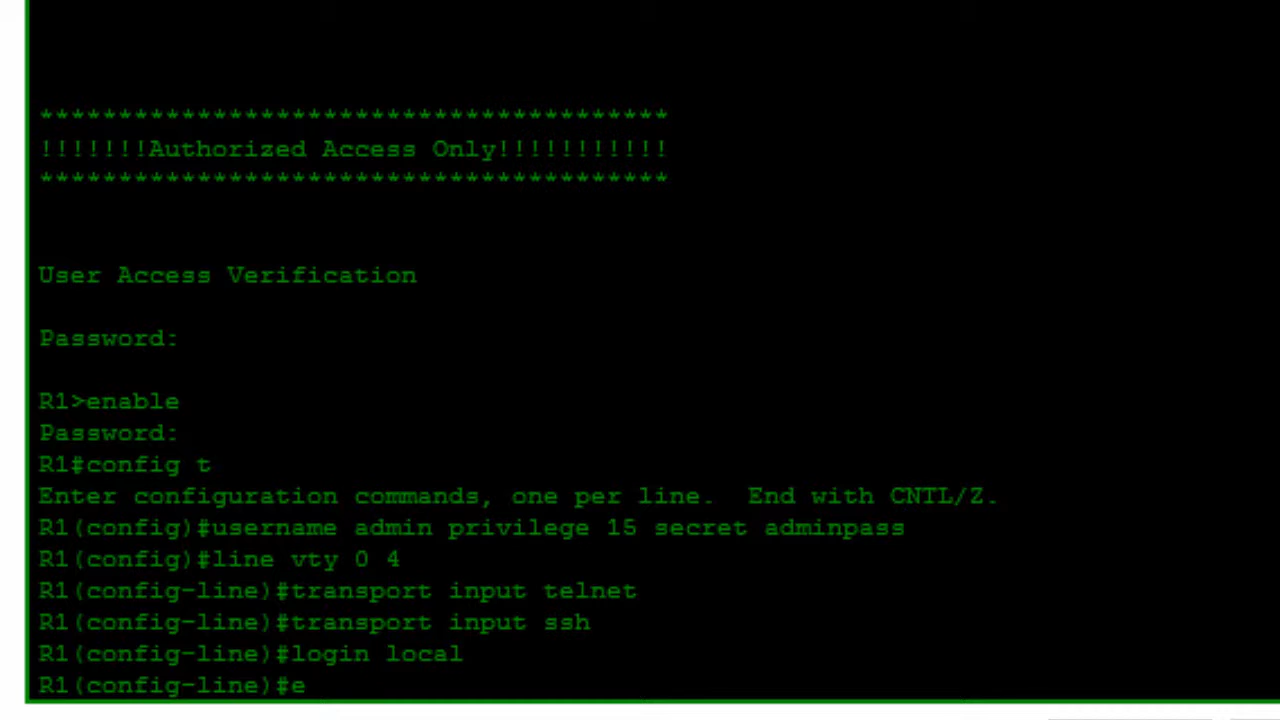 ****************************************
!!!!!!!Authorized Access Only!!!!!!!!!!!
****************************************
User Access Verification
Password:
R1>enable
Password:
R1#config t
Enter configuration commands, one per line.  End with CNTL/Z.
R1(config)#username admin privilege 15 secret adminpass
R1(config)#line vty 0 4
R1(config-line)#transport input telnet
R1(config-line)#transport input ssh
R1(config-line)#login local
R1(config-line)#e